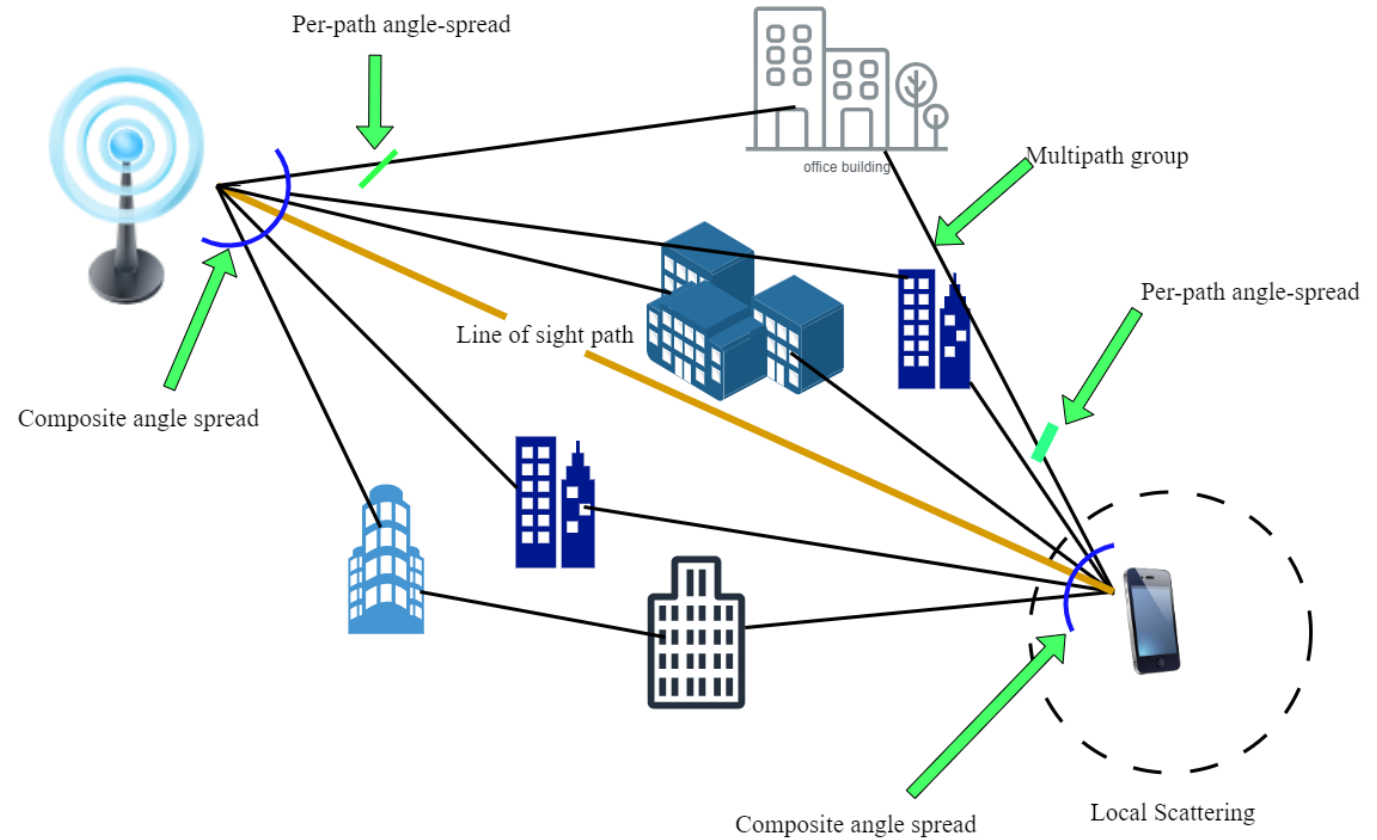 Per-path angle-spread
office building
Multipath group
Per-path angle-spread
Line of sight path
Composite angle spread
Local Scattering
Composite angle spread